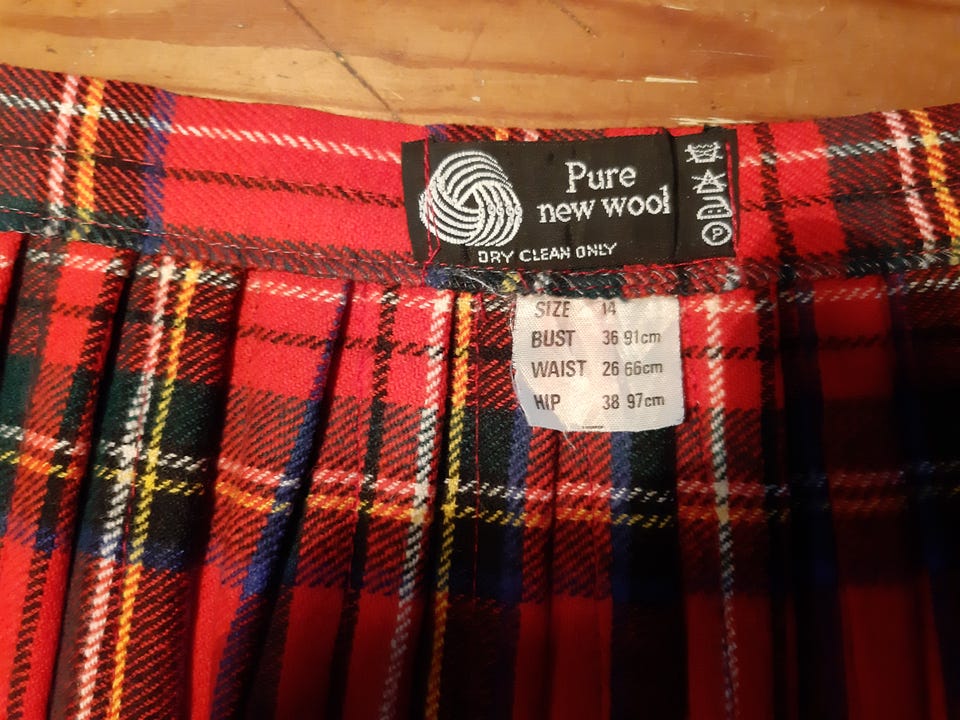 Pure
new wool
DRY CLEAN ONLY
P
SIZE 14
BUST 36 91cm
WAIST 26 66cm
HIP 38 97cm